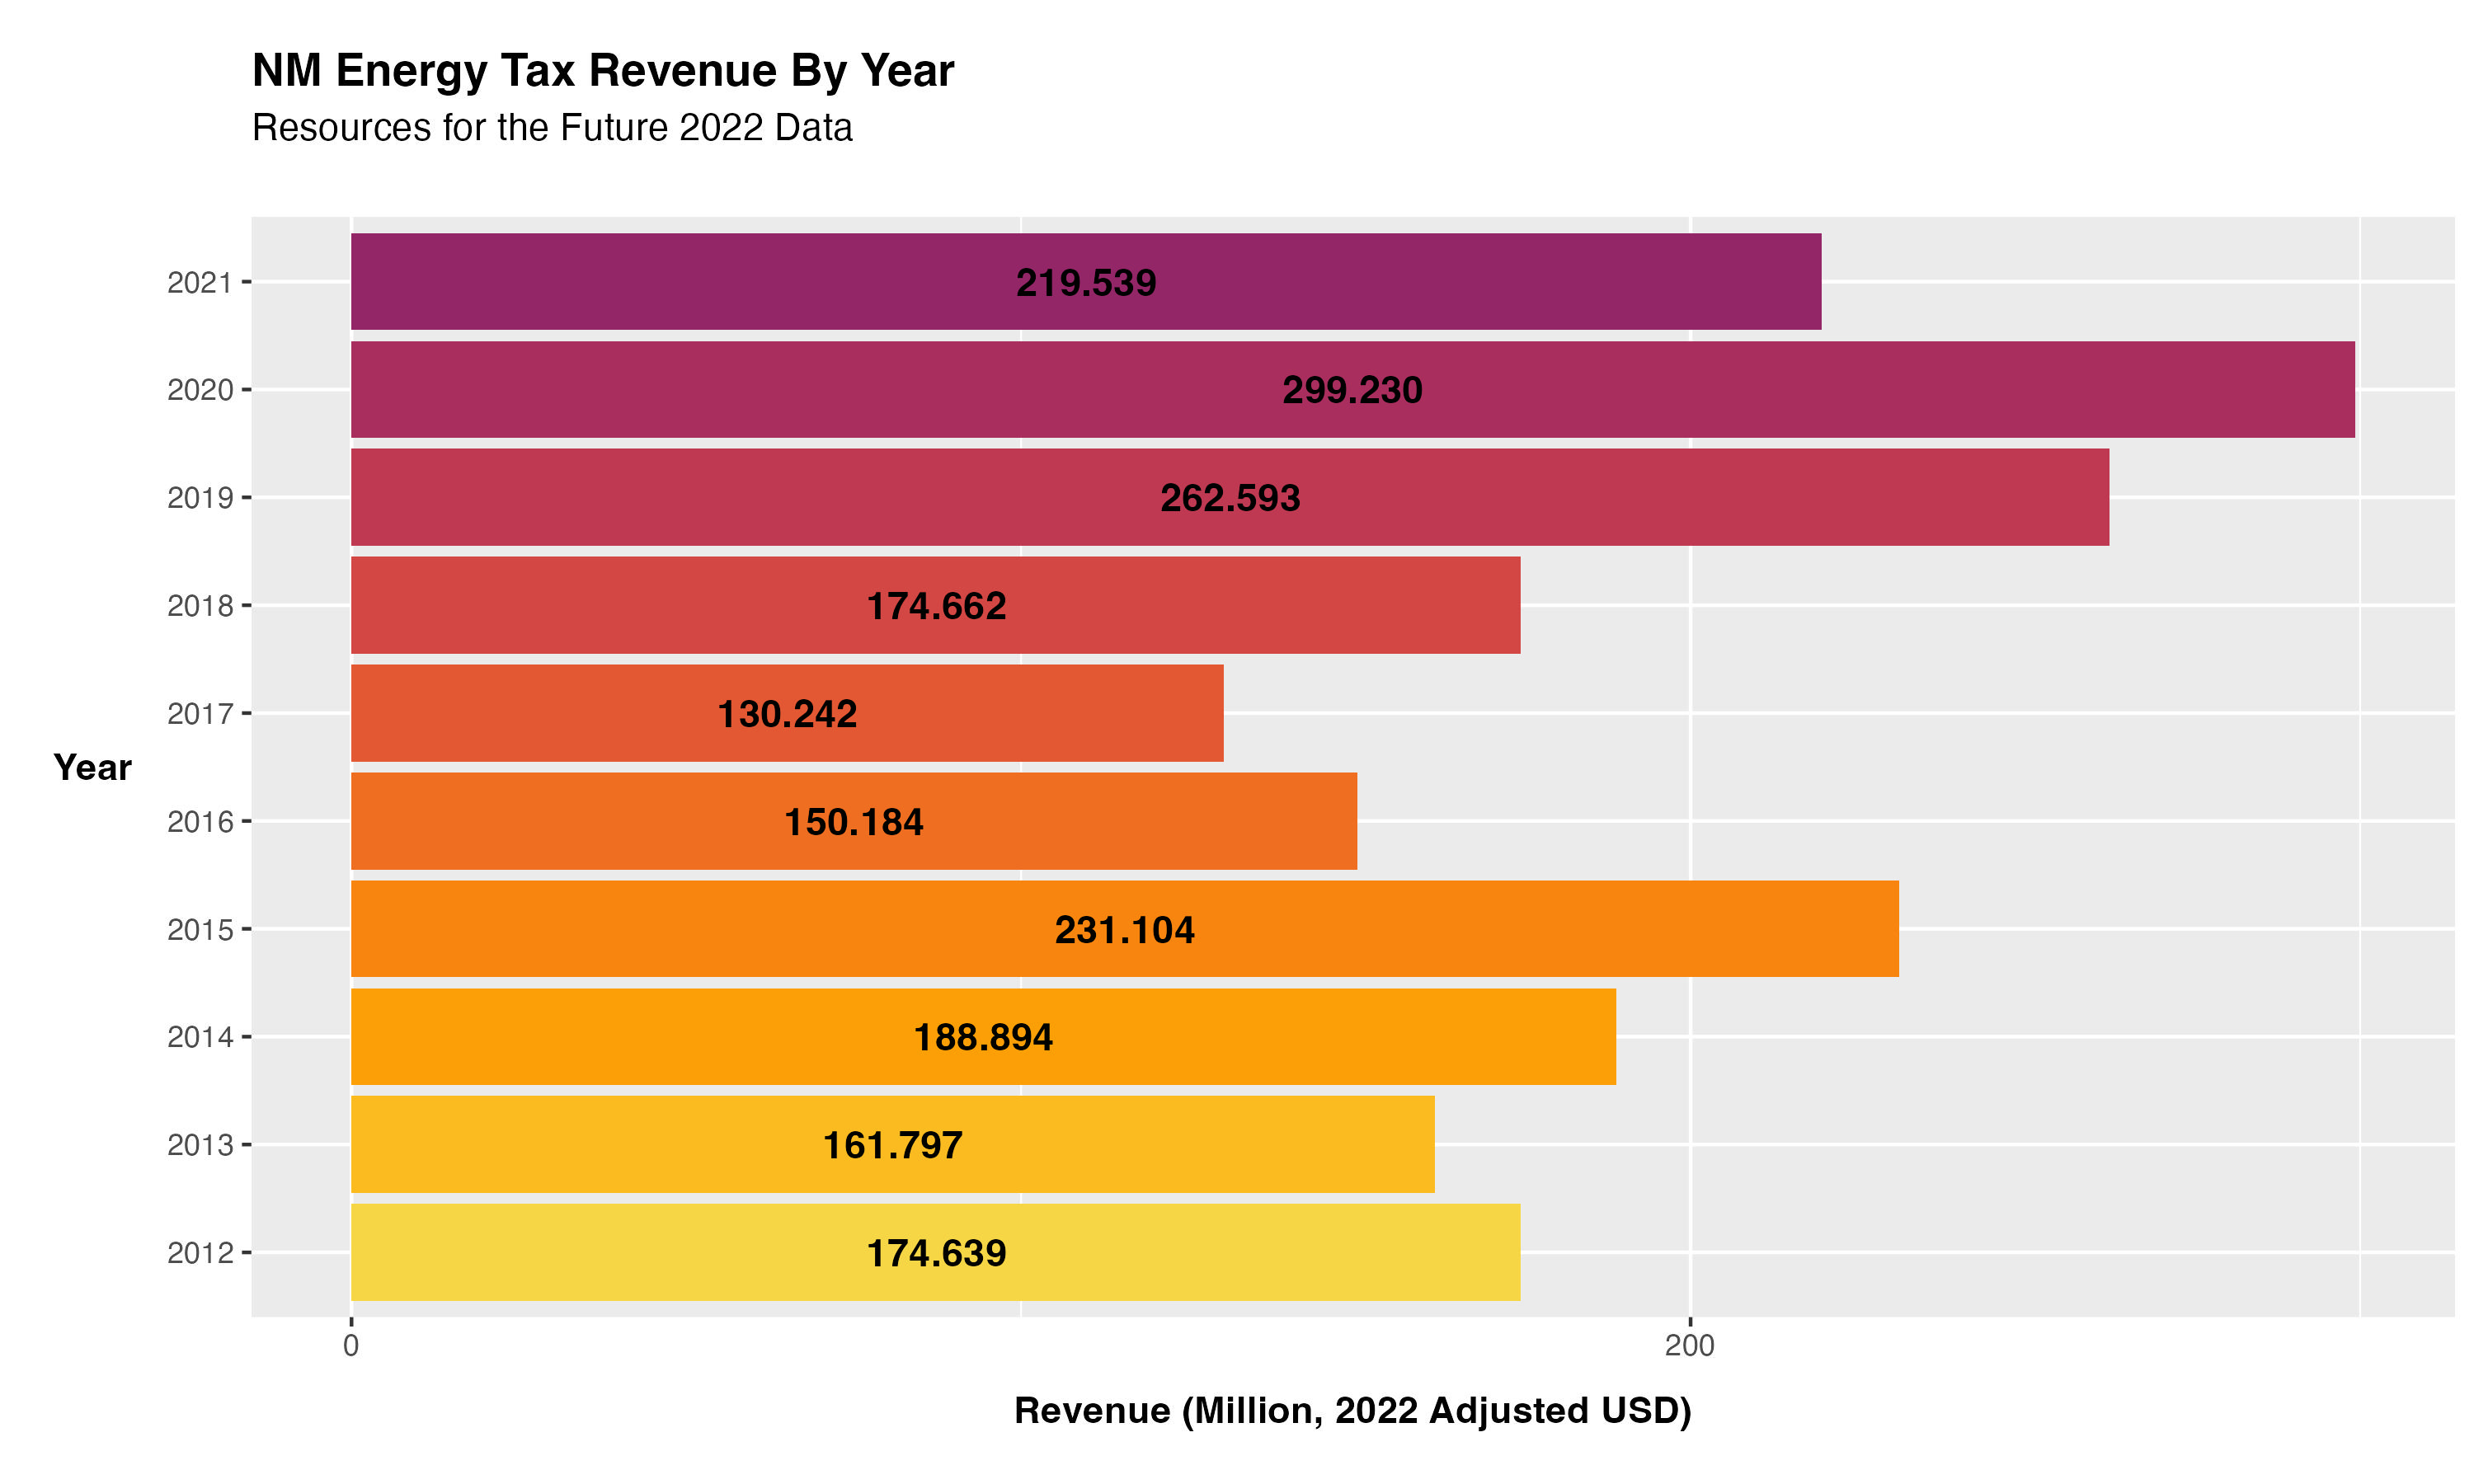 NM Energy Tax Revenue By Year
Resources for the Future 2022 Data
2021 219.539
2020 299.230
2019 262.593
2018 174.662
2017 130.242
Year
2016 150.184
2015 231.104
2014 188.894
2013 161.797
2012 174.639
0 200
Revenue (Million, 2022 Adjusted USD)